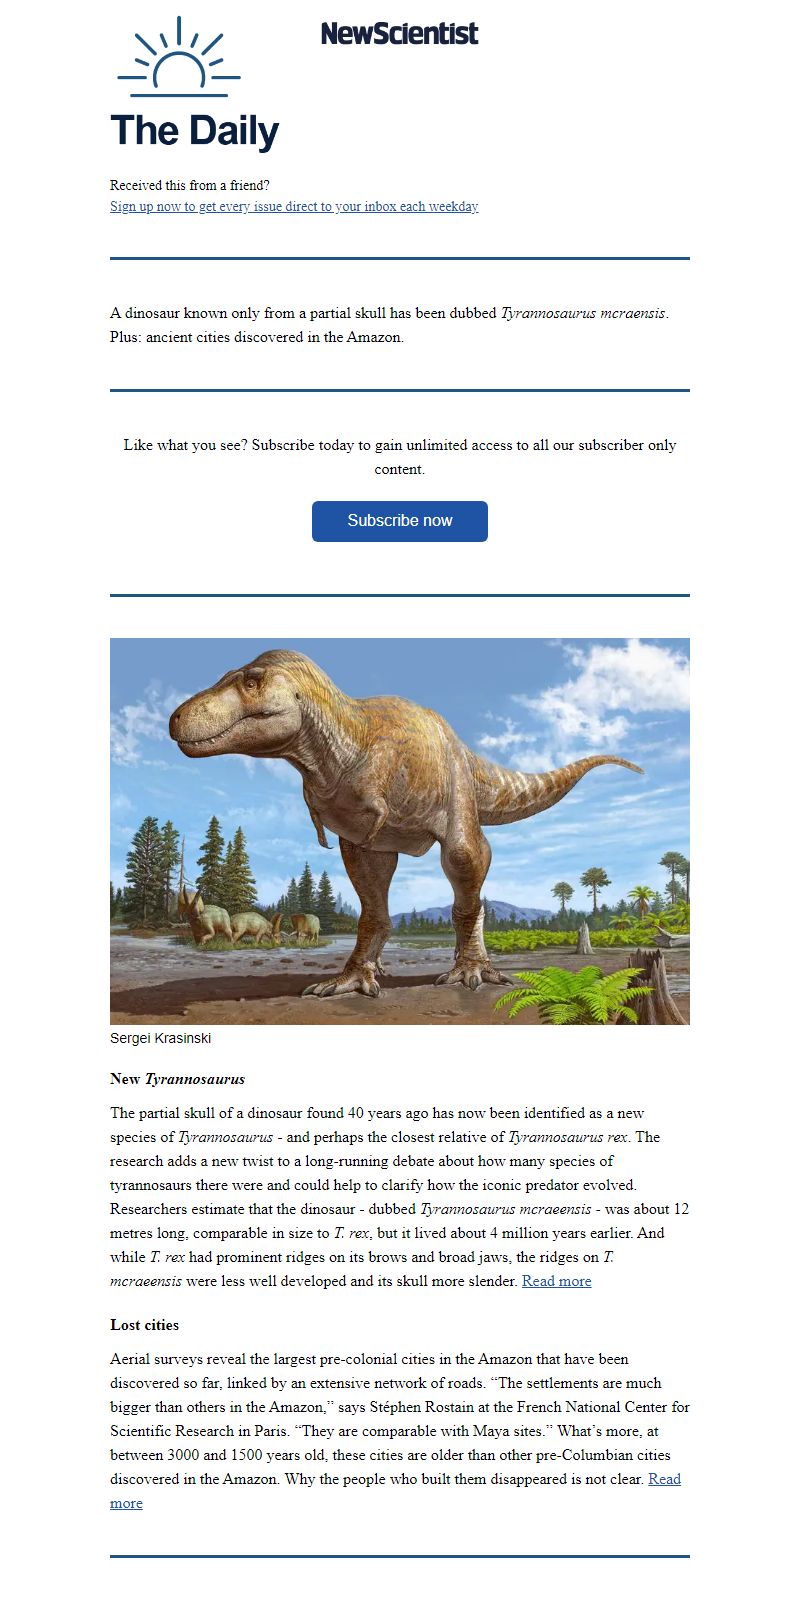 NewScientist
The Daily
Received this from a friend?
Sign up now to get every issue direct to your inbox each weekday
A dinosaur known only from a partial skull has been dubbed Tyrannosaurus mcraensis.
Plus: ancient cities discovered in the Amazon.
Like what you see? Subscribe today to gain unlimited access to all our subscriber only
content.
Subscribe now
Sergei Krasinski
New Tyrannosaurus
The partial skull of a dinosaur found 40 years ago has now been identified as a new
species of Tyrannosaurus - and perhaps the closest relative of Tyrannosaurus rex. The
research adds a new twist to a long-running debate about how many species of
tyrannosaurs there were and could help to clarify how the iconic predator evolved.
Researchers estimate that the dinosaur - dubbed Tyrannosaurus mcraeensis - was about 12
metres long, comparable in size to T. rex, but it lived about 4 million years earlier. And
while T. rex had prominent ridges on its brows and broad jaws, the ridges on T.
mcraeensis were less well developed and its skull more slender. Read more
Lost cities
Aerial surveys reveal the largest pre-colonial cities in the Amazon that have been
discovered so far, linked by an extensive network of roads. “The settlements are much
bigger than others in the Amazon,” says Stéphen Rostain at the French National Center for
Scientific Research in Paris. “They are comparable with Maya sites.” What’s more, at
between 3000 and 1500 years old, these cities are older than other pre-Columbian cities
discovered in the Amazon. Why the people who built them disappeared is not clear. Read
more